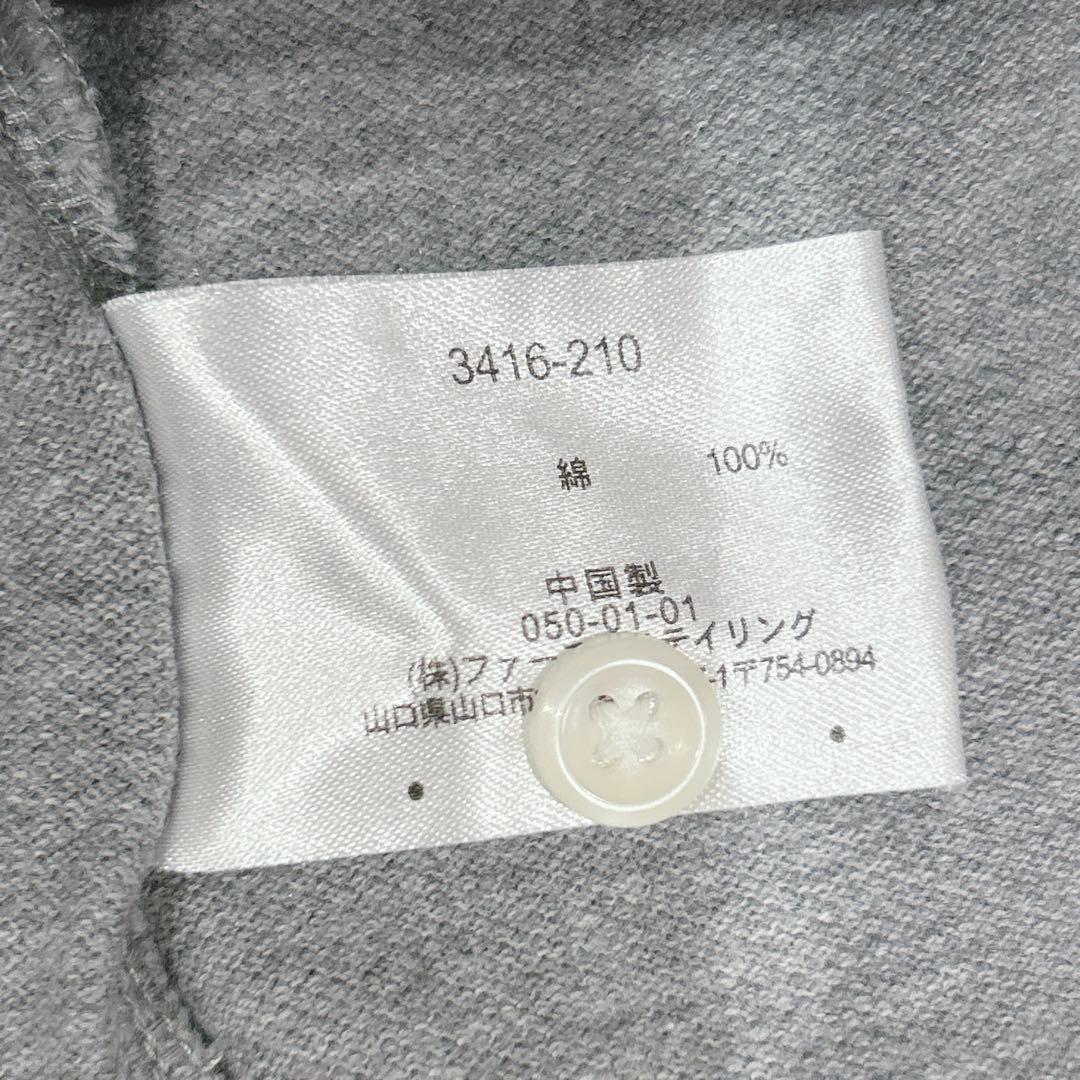 3416-210
綿 100%
中国製
050-01-01
(株)ファ テイリング
山口県山口市 -1〒754-0894